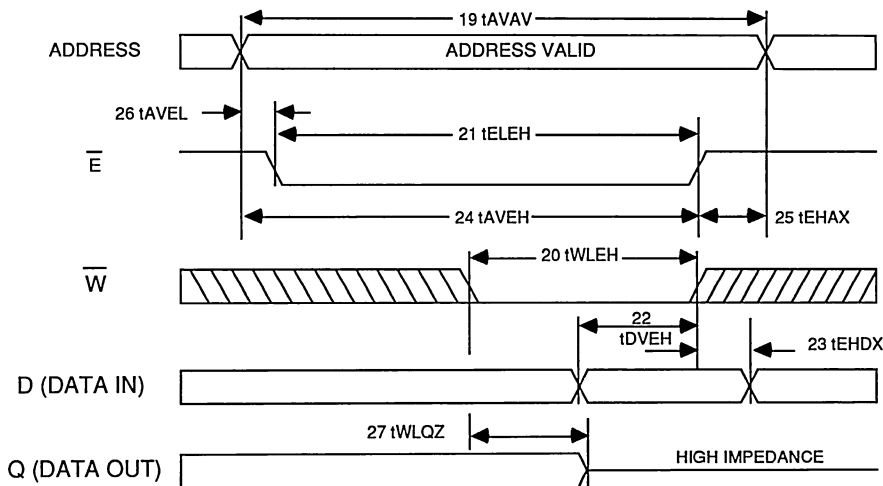 19 tAVAV
ADDRESS
ADDRESS VALID
26 tAVEL
21 tELEH
E
24 tAVEH
25 tEHAX
20 tWLEH
W
22
tDVEH
23 tEHDX
D (DATA IN)
27 tWLQZ
HIGH IMPEDANCE
Q (DATA OUT)